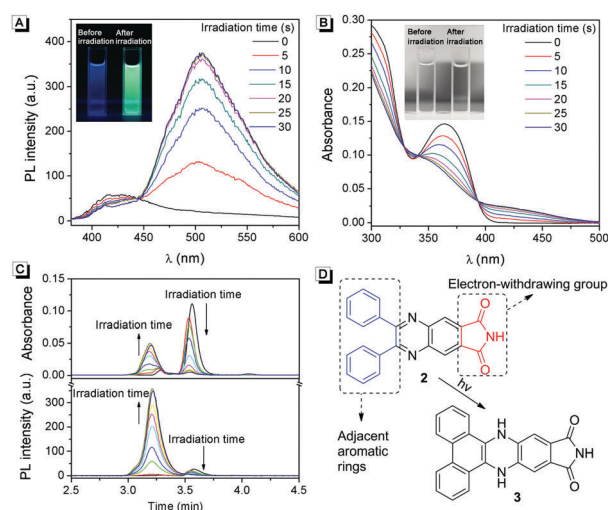 A
Before irradiation
After irradiation
Irradiation time (s)
0
5
10
15
20
25
30
PL intensity (a.u.)
400
300
200
100
0
400
450
500
550
600
λ (nm)
B
Before irradiation
After irradiation
Irradiation time (s)
0
5
10
15
20
25
30
Absorbance
0.30
0.25
0.20
0.15
0.10
0.05
0.00
300
350
400
450
500
λ (nm)
C
Absorbance
0.15
0.10
0.05
0.00
Irradiation time
Irradiation time
PL intensity (a.u.)
300
200
100
0
Irradiation time
Irradiation time
2.5
3.0
3.5
4.0
4.5
Time (min)
D
Electron-withdrawing group
N
N
O
NH
O
2
hν
Adjacent
aromatic
rings
H
N
N
H
O
NH
O
3